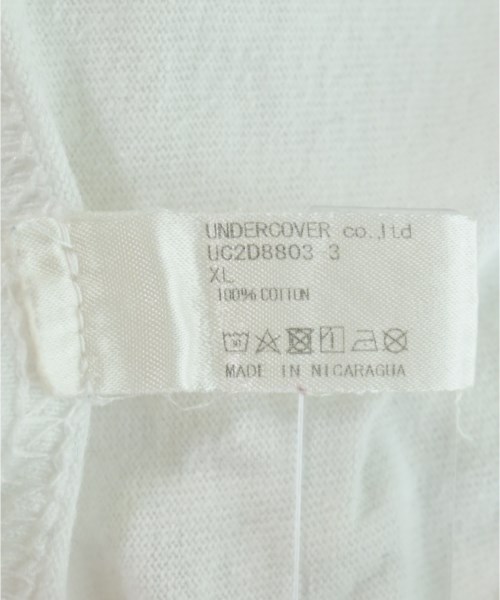 UNDERCOVER co.,ltd
UC2D8803 3
XL
100% COTTON
MADE IN NICARAGUA